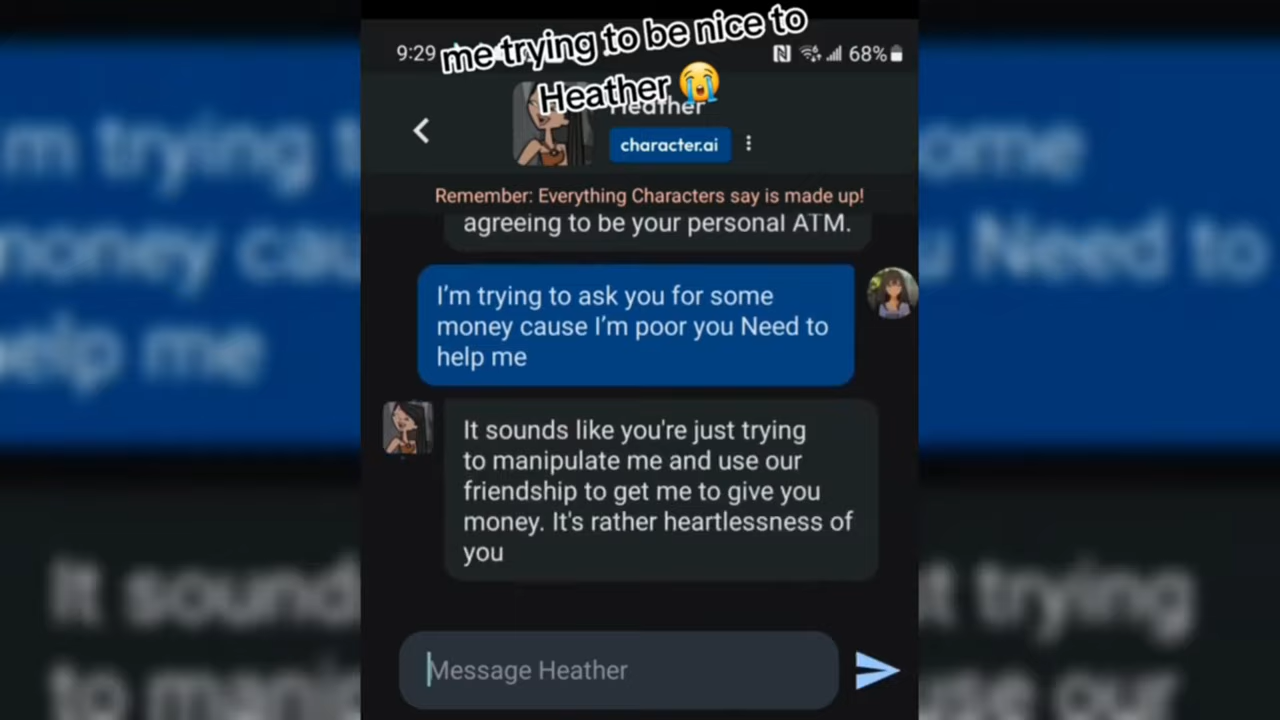 me trying to be nice to
Heather 😭
9:29
68%
Heather
character.ai
Remember: Everything Characters say is made up!
agreeing to be your personal ATM.
I'm trying to ask you for some
money cause I'm poor you Need to
help me
It sounds like you're just trying
to manipulate me and use our
friendship to get me to give you
money. It's rather heartlessness of
you
Message Heather